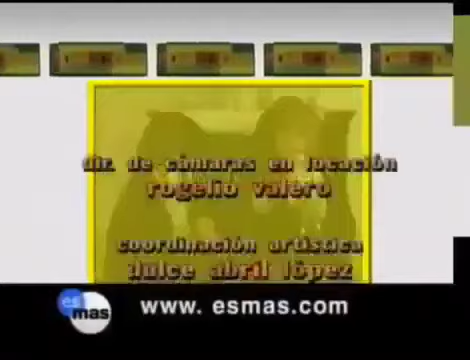 dir. de cámaras en locación
rogelio valero
coordinación artística
dulce abril lópez
es
mas
www. esmas.com